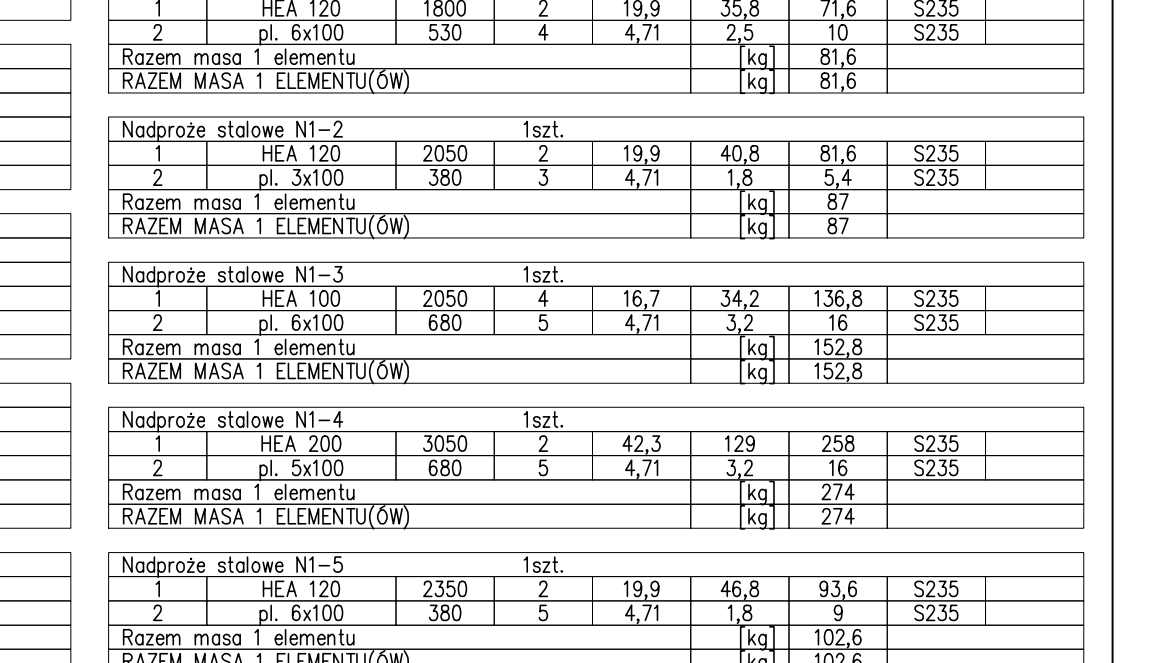 1 HEA 120 1800 2 19,9 35,8 71,6 S235
2 pl. 6x100 530 4 4,71 2,5 10 S235
Razem masa 1 elementu [kg] 81,6
RAZEM MASA 1 ELEMENTU(ÓW) [kg] 81,6
Nadproże stalowe N1-2 1szt.
1 HEA 120 2050 2 19,9 40,8 81,6 S235
2 pl. 3x100 380 3 4,71 1,8 5,4 S235
Razem masa 1 elementu [kg] 87
RAZEM MASA 1 ELEMENTU(ÓW) [kg] 87
Nadproże stalowe N1-3 1szt.
1 HEA 100 2050 4 16,7 34,2 136,8 S235
2 pl. 6x100 680 5 4,71 3,2 16 S235
Razem masa 1 elementu [kg] 152,8
RAZEM MASA 1 ELEMENTU(ÓW) [kg] 152,8
Nadproże stalowe N1-4 1szt.
1 HEA 200 3050 2 42,3 129 258 S235
2 pl. 5x100 680 5 4,71 3,2 16 S235
Razem masa 1 elementu [kg] 274
RAZEM MASA 1 ELEMENTU(ÓW) [kg] 274
Nadproże stalowe N1-5 1szt.
1 HEA 120 2350 2 19,9 46,8 93,6 S235
2 pl. 6x100 380 5 4,71 1,8 9 S235
Razem masa 1 elementu [kg] 102,6
RAZEM MASA 1 ELEMENTU(ÓW) [kg] 102,6